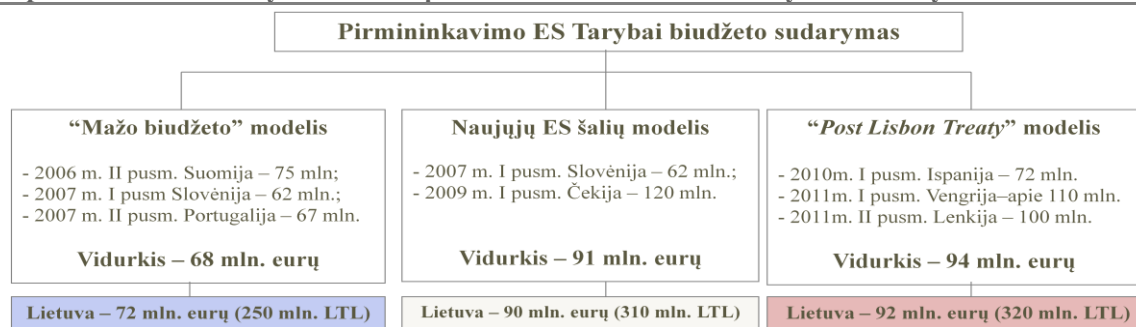 Pirmininkavimo ES Tarybai biudžeto sudarymas
“Mažo biudžeto” modelis
- 2006 m. II pusm. Suomija – 75 mln;
- 2007 m. I pusm Slovėnija – 62 mln.;
- 2007 m. II pusm. Portugalija – 67 mln.
Vidurkis – 68 mln. eurų
Lietuva – 72 mln. eurų (250 mln. LTL)
Naujųjų ES šalių modelis
- 2007 m. I pusm. Slovėnija – 62 mln.;
- 2009 m. I pusm. Čekija – 120 mln.
Vidurkis – 91 mln. eurų
Lietuva – 90 mln. eurų (310 mln. LTL)
“Post Lisbon Treaty” modelis
- 2010m. I pusm. Ispanija – 72 mln.
- 2011m. I pusm. Vengrija–apie 110 mln.
- 2011m. II pusm. Lenkija – 100 mln.
Vidurkis – 94 mln. eurų
Lietuva – 92 mln. eurų (320 mln. LTL)